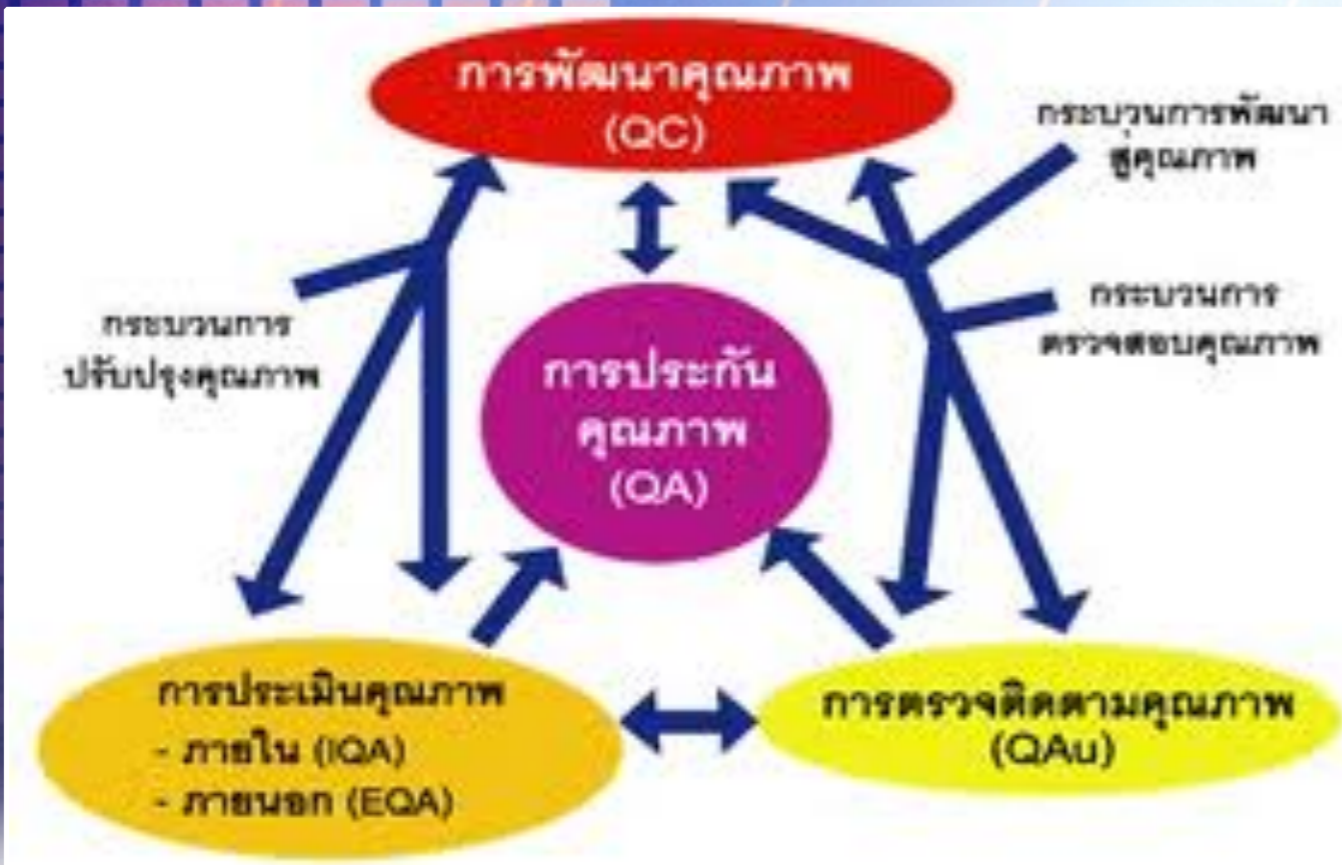 การพัฒนาคุณภาพ
(QC)
กระบวนการพัฒนา
สู่คุณภาพ
กระบวนการ
ตรวจสอบคุณภาพ
กระบวนการ
ปรับปรุงคุณภาพ
การประกัน
คุณภาพ
(QA)
การประเมินคุณภาพ
- ภายใน (IQA)
- ภายนอก (EQA)
การตรวจติดตามคุณภาพ
(QAu)